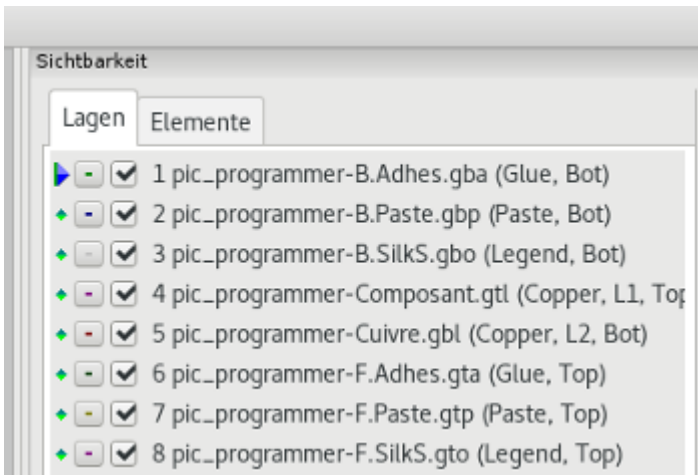 Sichtbarkeit
Lagen Elemente
1 pic_programmer-B.Adhes.gba (Glue, Bot)
2 pic_programmer-B.Paste.gbp (Paste, Bot)
3 pic_programmer-B.SilkS.gbo (Legend, Bot)
4 pic_programmer-Composant.gtl (Copper, L1, Top
5 pic_programmer-Cuivre.gbl (Copper, L2, Bot)
6 pic_programmer-F.Adhes.gta (Glue, Top)
7 pic_programmer-F.Paste.gtp (Paste, Top)
8 pic_programmer-F.SilkS.gto (Legend, Top)